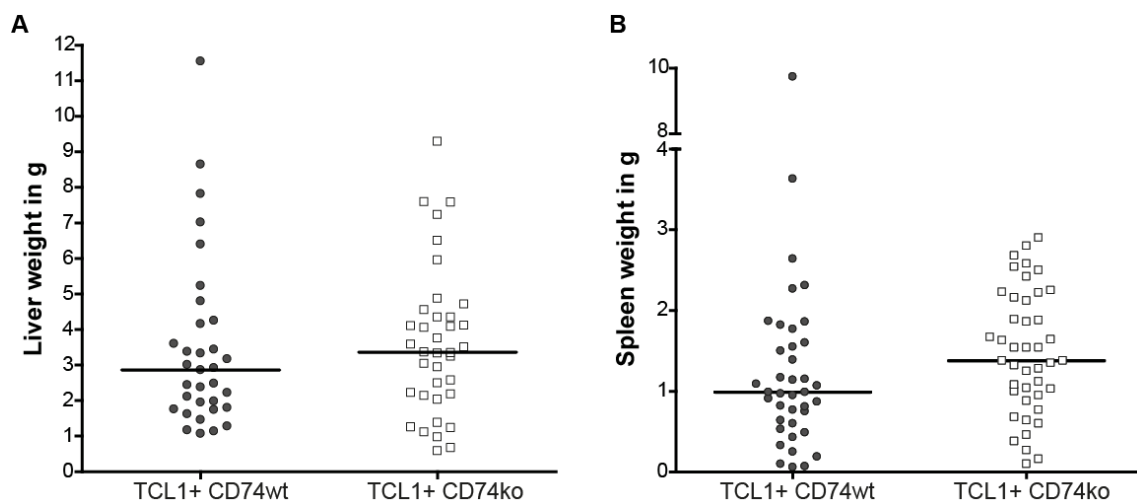 A
Liver weight in g
12
11
10
9
8
7
6
5
4
3
2
1
0
TCL1+ CD74wt
TCL1+ CD74ko
B
Spleen weight in g
10
8
4
3
2
1
0
TCL1+ CD74wt
TCL1+ CD74ko